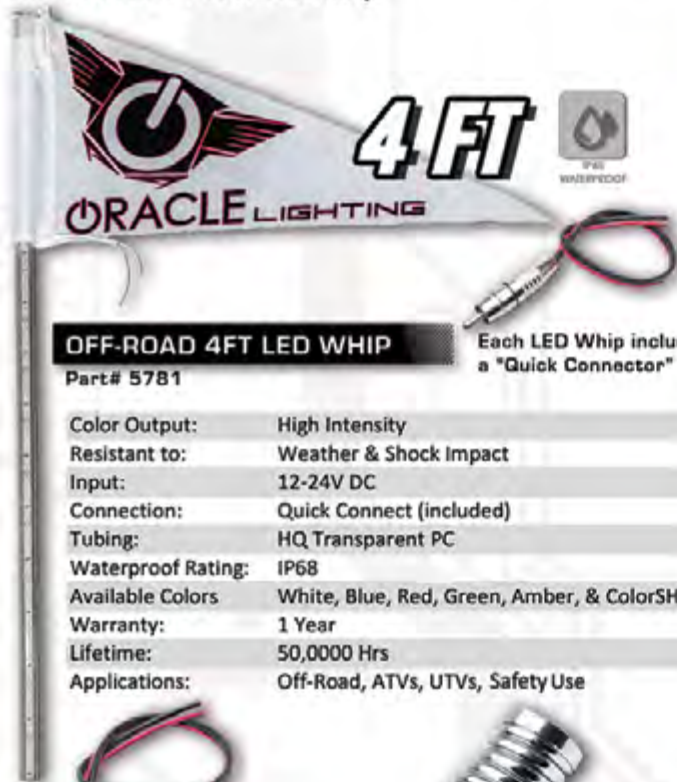 4 FT
WATERPROOF
ORACLE LIGHTING
OFF-ROAD 4FT LED WHIP
Part# 5781
Each LED Whip inclu
a "Quick Connector"
Color Output: High Intensity
Resistant to: Weather & Shock Impact
Input: 12-24V DC
Connection: Quick Connect (included)
Tubing: HQ Transparent PC
Waterproof Rating: IP68
Available Colors White, Blue, Red, Green, Amber, & ColorSH
Warranty: 1 Year
Lifetime: 50,0000 Hrs
Applications: Off-Road, ATVs, UTVs, Safety Use